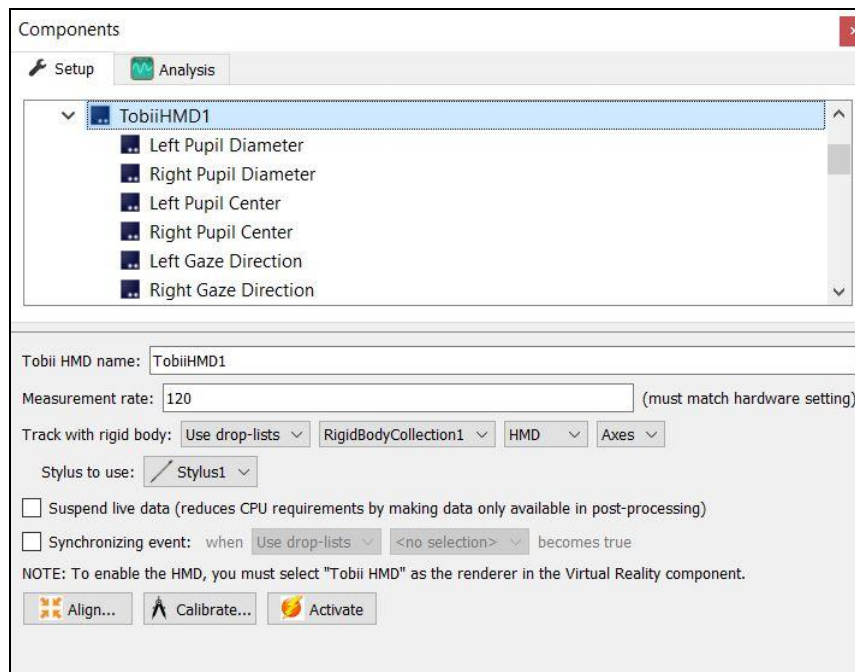 Components
Setup Analysis
TobiiHMD1
Left Pupil Diameter
Right Pupil Diameter
Left Pupil Center
Right Pupil Center
Left Gaze Direction
Right Gaze Direction
Tobii HMD name: TobiiHMD1
Measurement rate: 120 (must match hardware setting)
Track with rigid body: Use drop-lists RigidBodyCollection1 HMD Axes
Stylus to use: Stylus1
Suspend live data (reduces CPU requirements by making data only available in post-processing)
Synchronizing event: when Use drop-lists <no selection> becomes true
NOTE: To enable the HMD, you must select "Tobii HMD" as the renderer in the Virtual Reality component.
Align... Calibrate... Activate